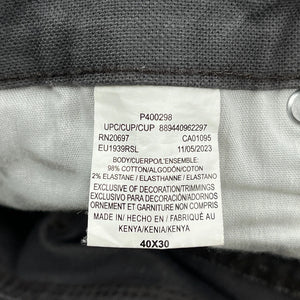 P400298
UPC/CUP/CUP 889440962297
RN20697 CA01095
EU1939RSL 11/05/2023
BODY/CUERPO/L'ENSEMBLE:
98% COTTON/ALGODÓN/COTON
2% ELASTANE / ELASTHANNE / ELASTANO
EXCLUSIVE OF DECORATION/TRIMMINGS
EXCLUSIVO PARA DECORACIÓN/ADORNOS
ORNEMENT ET GARNITURE NON COMPRIS
MADE IN/ HECHO EN / FABRIQUÉ AU
KENYA/KENIA/KENYA
40X30